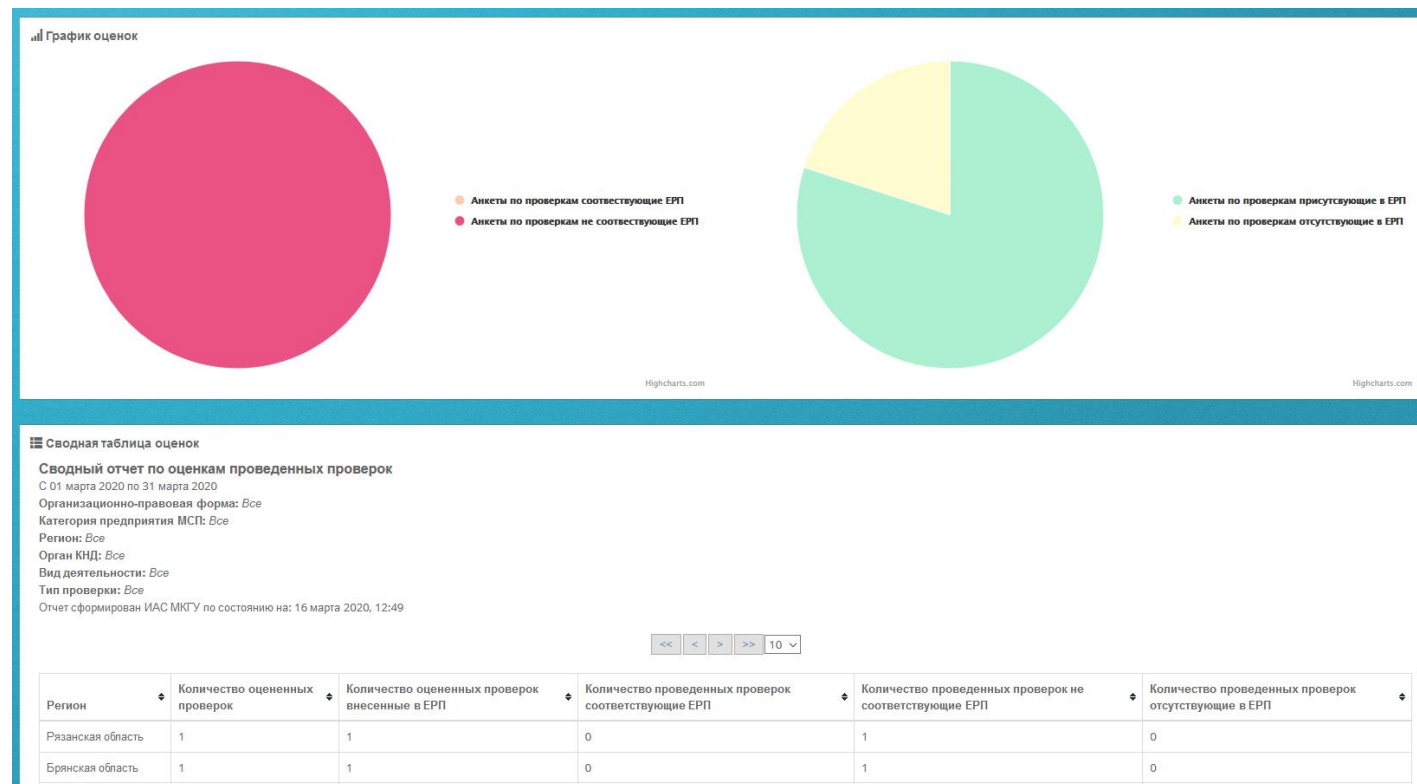 График оценок
Анкеты по проверкам соотвествующие ЕРП
Анкеты по проверкам не соотвествующие ЕРП
Highcharts.com
Анкеты по проверкам присутсвующие в ЕРП
Анкеты по проверкам отсутствующие в ЕРП
Highcharts.com
Сводная таблица оценок
Сводный отчет по оценкам проведенных проверок
С 01 марта 2020 по 31 марта 2020
Организационно-правовая форма: Все
Категория предприятия МСП: Все
Регион: Все
Орган КНД: Все
Вид деятельности: Все
Тип проверки: Все
Отчет сформирован ИАС МКГУ по состоянию на: 16 марта 2020, 12:49
<< < > >> 10
Регион
Количество оцененных
проверок
Количество оцененных проверок
внесенные в ЕРП
Количество проведенных проверок
соответствующие ЕРП
Количество проведенных проверок не
соответствующие ЕРП
Количество проведенных проверок
отсутствующие в ЕРП
Рязанская область 1 1 0 1 0
Брянская область 1 1 0 1 0